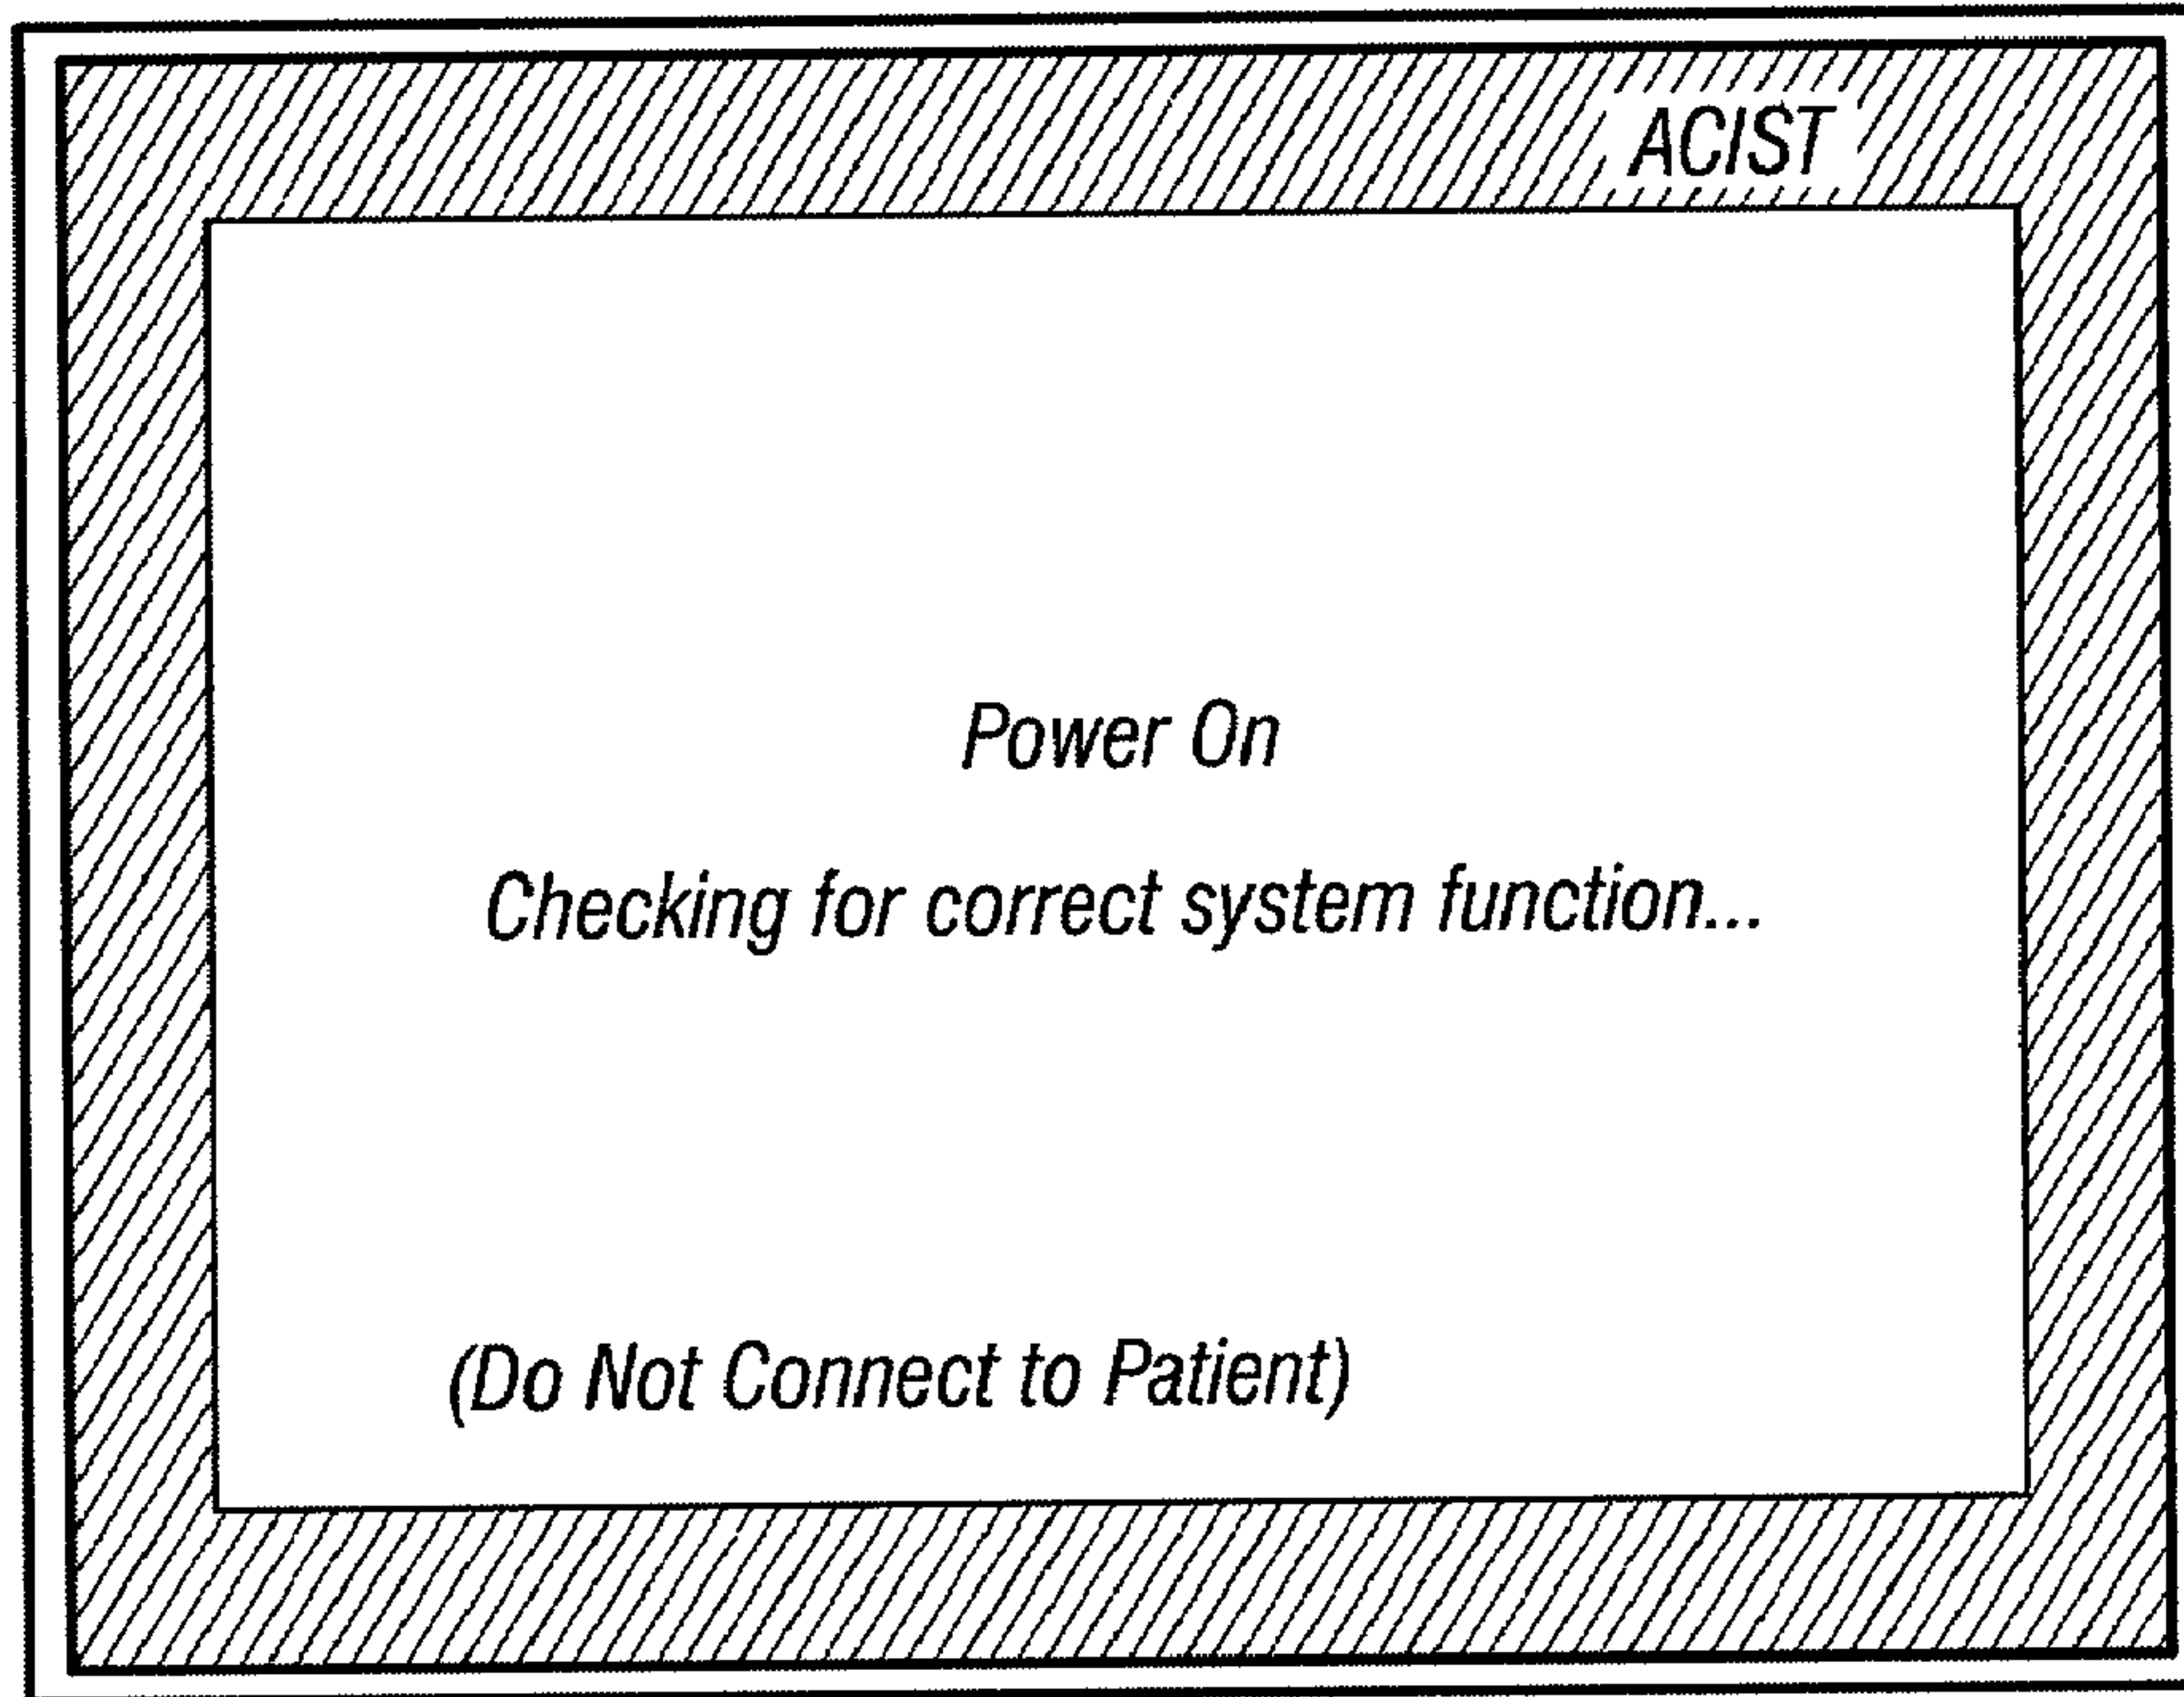 ACIST
Power On
Checking for correct system function...
(Do Not Connect to Patient)